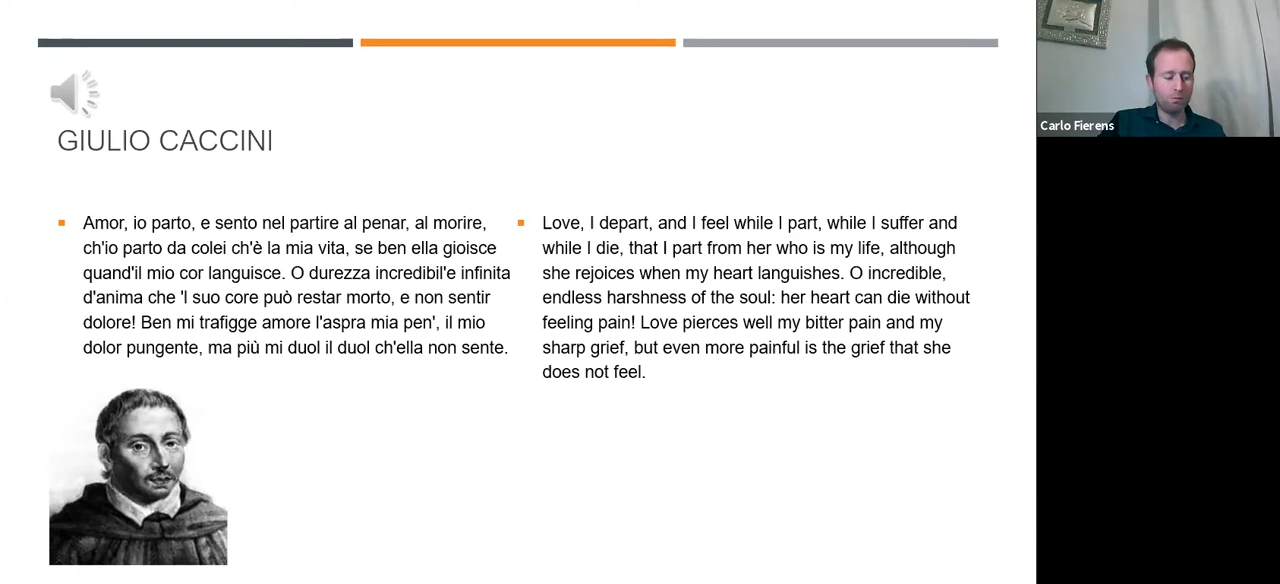 GIULIO CACCINI
Amor, io parto, e sento nel partire al penar, al morire,
ch'io parto da colei ch'è la mia vita, se ben ella gioisce
quand'il mio cor languisce. O durezza incredibil'e infinita
d'anima che 'l suo core può restar morto, e non sentir
dolore! Ben mi trafigge amore l'aspra mia pen', il mio
dolor pungente, ma più mi duol il duol ch'ella non sente.
Love, I depart, and I feel while I part, while I suffer and
while I die, that I part from her who is my life, although
she rejoices when my heart languishes. O incredible,
endless harshness of the soul: her heart can die without
feeling pain! Love pierces well my bitter pain and my
sharp grief, but even more painful is the grief that she
does not feel.
Carlo Fierens